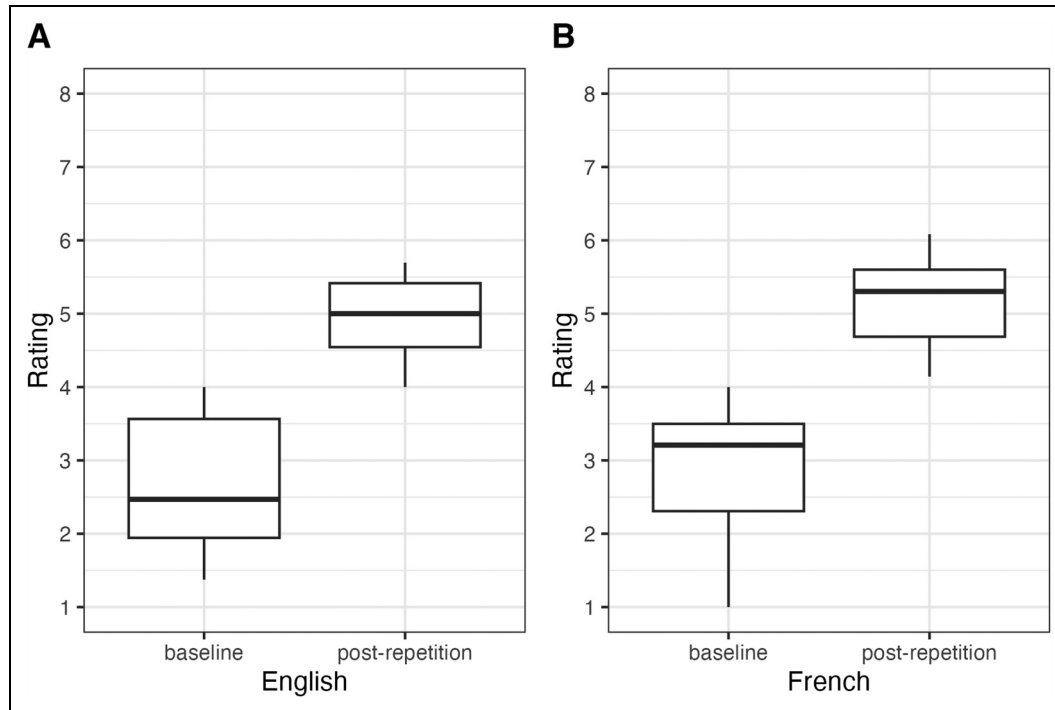 A
Rating
8
7
6
5
4
3
2
1
baseline post-repetition
English
B
Rating
8
7
6
5
4
3
2
1
baseline post-repetition
French